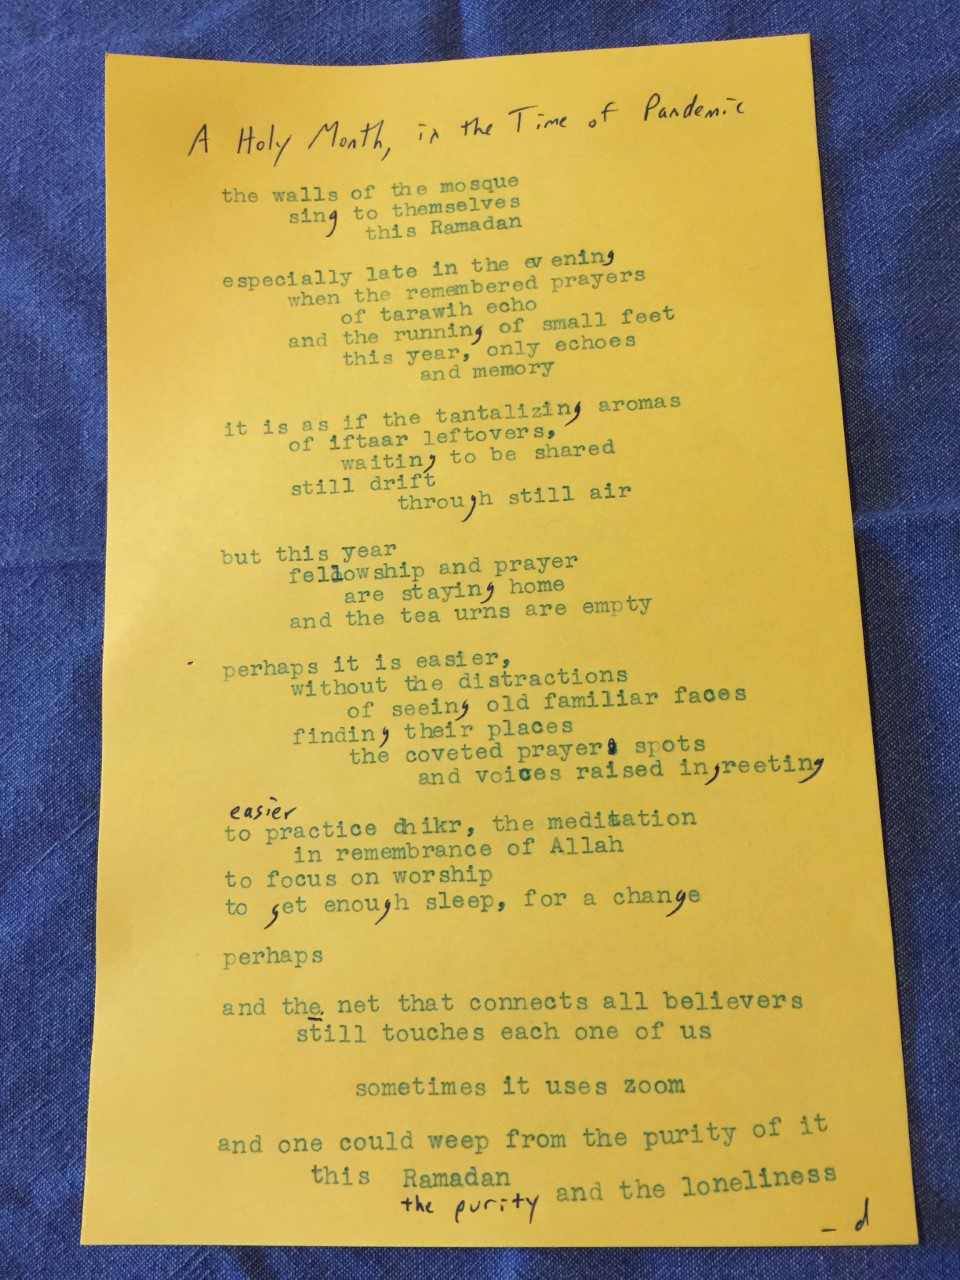 A Holy Month, in the Time of Pandemic
the walls of the mosque
sing to themselves
this Ramadan
especially late in the evening
when the remembered prayers
of tarawih echo
and the running of small feet
this year, only echoes
and memory
it is as if the tantalizing aromas
of iftaar leftovers,
waiting to be shared
still drift
through still air
but this year
fellowship and prayer
are staying home
and the tea urns are empty
perhaps it is easier,
without the distractions
of seeing old familiar faces
finding their places
the coveted prayer spots
and voices raised in greeting
easier
to practice dhikr, the meditation
in remembrance of Allah
to focus on worship
to get enough sleep, for a change
perhaps
and the net that connects all believers
still touches each one of us
sometimes it uses zoom
and one could weep from the purity of it
this Ramadan
the purity and the loneliness
– d